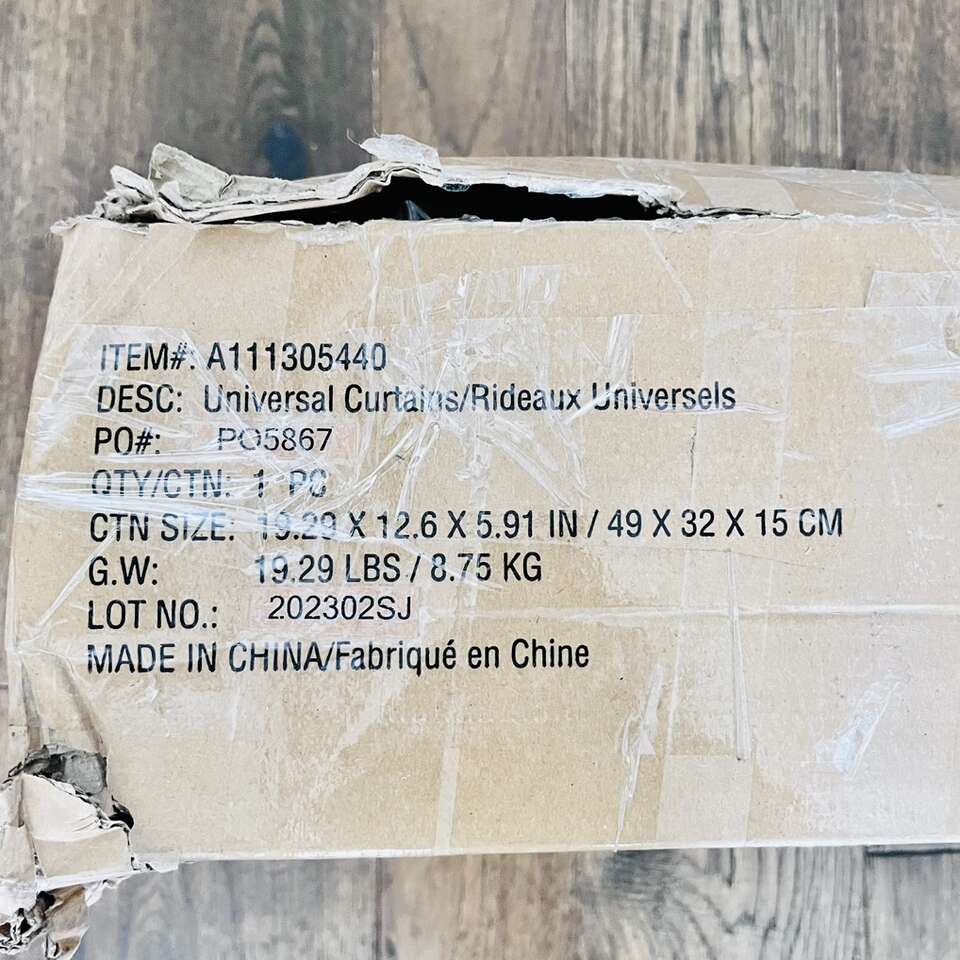 ITEM#: A111305440
DESC: Universal Curtains/Rideaux Universels
PO#: PO5867
QTY/CTN: 1 PC
CTN SIZE: 19.29 X 12.6 X 5.91 IN / 49 X 32 X 15 CM
G.W: 19.29 LBS / 8.75 KG
LOT NO.: 202302SJ
MADE IN CHINA/Fabriqué en Chine